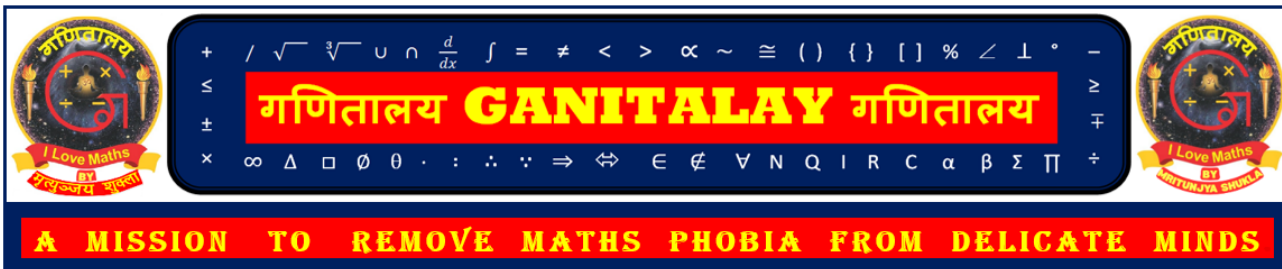 गणितालय
I Love Maths
BY
मृत्युञ्जय शुक्ला
+ / √ ∛ ∪ ∩ d/dx ∫ = ≠ < > ∝ ~ ≅ ( ) { } [ ] % ∠ ⊥ ° −
≤ ≥
गणितालय GANITALAY गणितालय
± ∓
× ∞ Δ □ Ø θ · : ∴ ∵ ⇒ ⇔ ∈ ∉ ∀ N Q I R C α β Σ ∏ ÷
गणितालय
I Love Maths
BY
MRITUNJYA SHUKLA
A MISSION TO REMOVE MATHS PHOBIA FROM DELICATE MINDS